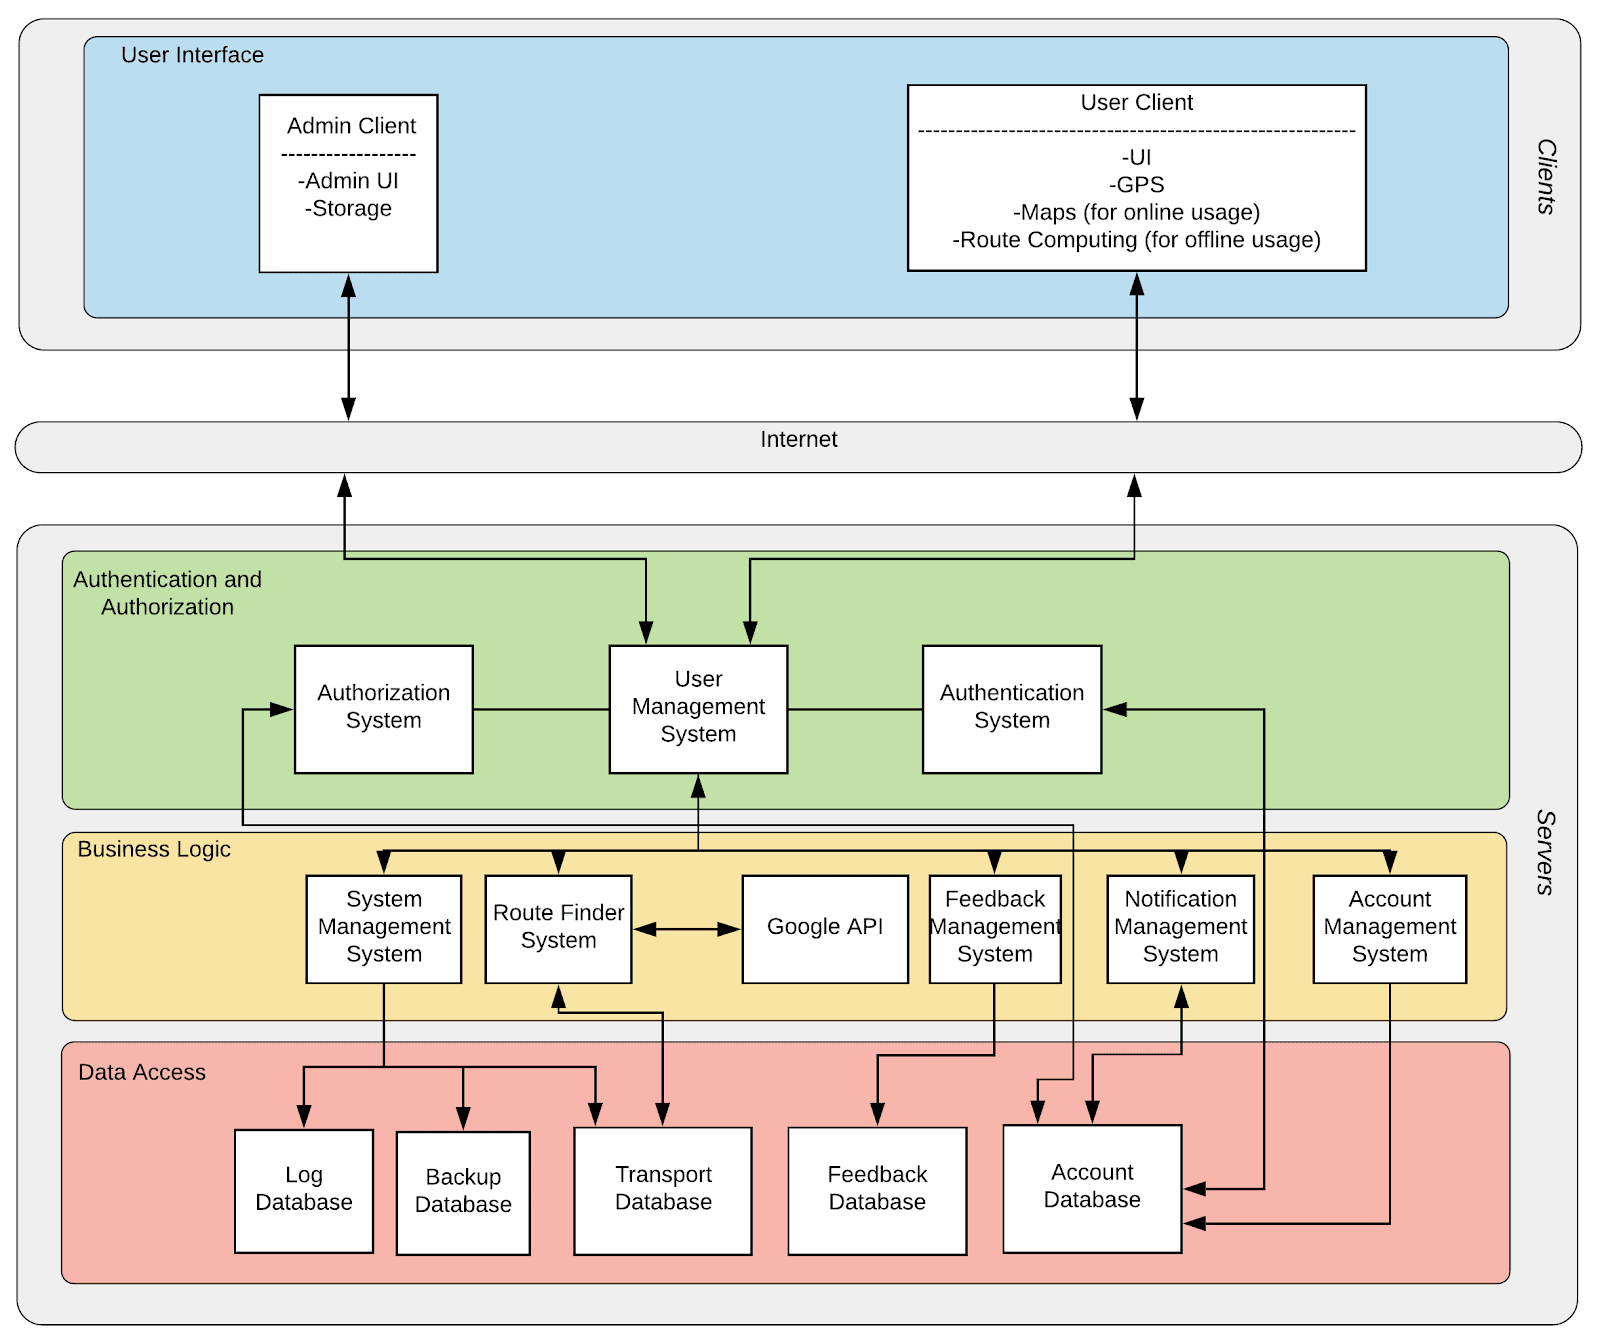 User Interface
Admin Client
------------------
-Admin UI
-Storage
User Client
-----------------------------------------------------------
-UI
-GPS
-Maps (for online usage)
-Route Computing (for offline usage)
Clients
Internet
Authentication and
Authorization
Authorization
System
User
Management
System
Authentication
System
Servers
Business Logic
System
Management
System
Route Finder
System
Google API
Feedback
Management
System
Notification
Management
System
Account
Management
System
Data Access
Log
Database
Backup
Database
Transport
Database
Feedback
Database
Account
Database